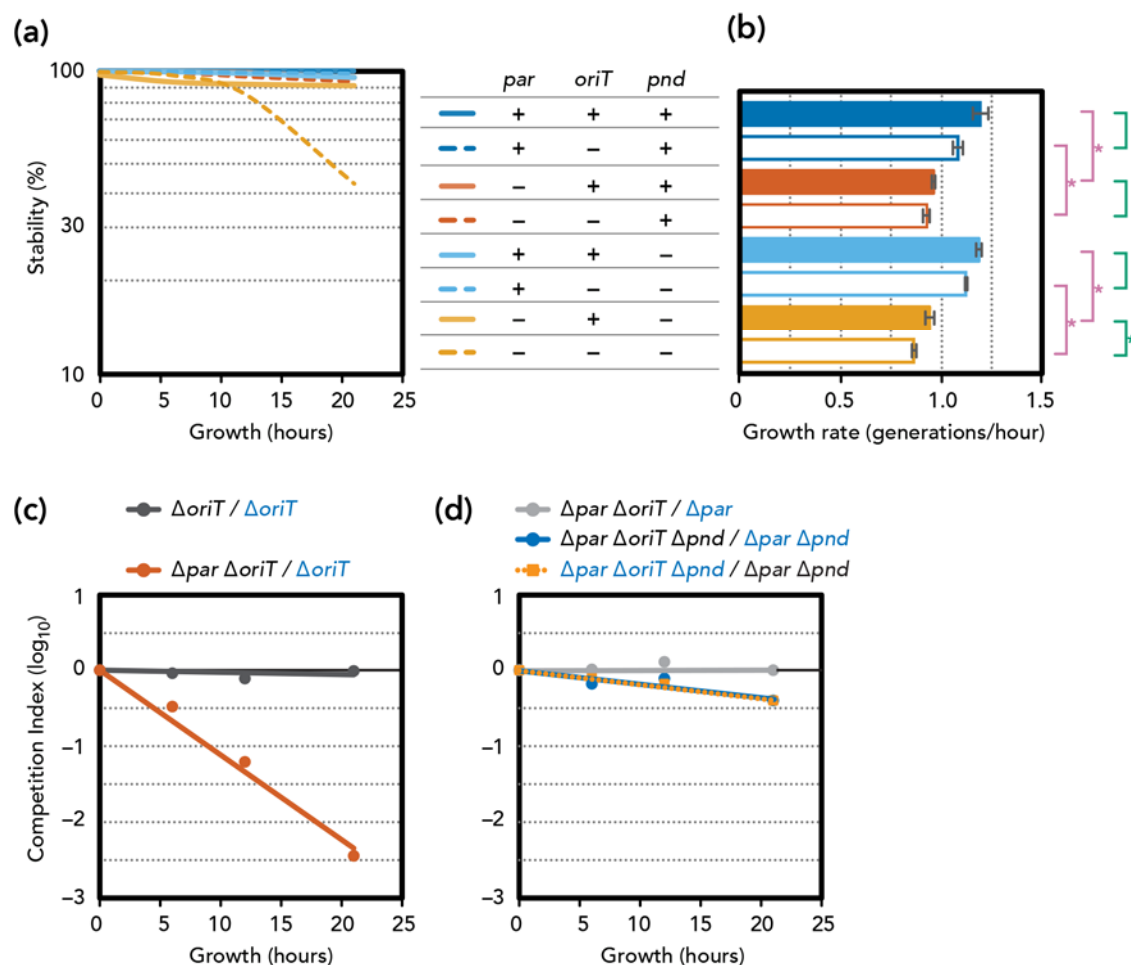 (a)
100
30
10
Stability (%)
0 5 10 15 20 25
Growth (hours)
par oriT pnd
+ + +
+ – +
– + +
– – +
+ + –
+ – –
– + –
– – –
(b)
*
*
*
*
*
0 0.5 1.0 1.5
Growth rate (generations/hour)
(c)
ΔoriT / ΔoriT
Δpar ΔoriT / ΔoriT
1
0
–1
–2
–3
Competition Index (log10)
0 5 10 15 20 25
Growth (hours)
(d)
Δpar ΔoriT / Δpar
Δpar ΔoriT Δpnd / Δpar Δpnd
Δpar ΔoriT Δpnd / Δpar Δpnd
1
0
–1
–2
–3
0 5 10 15 20 25
Growth (hours)